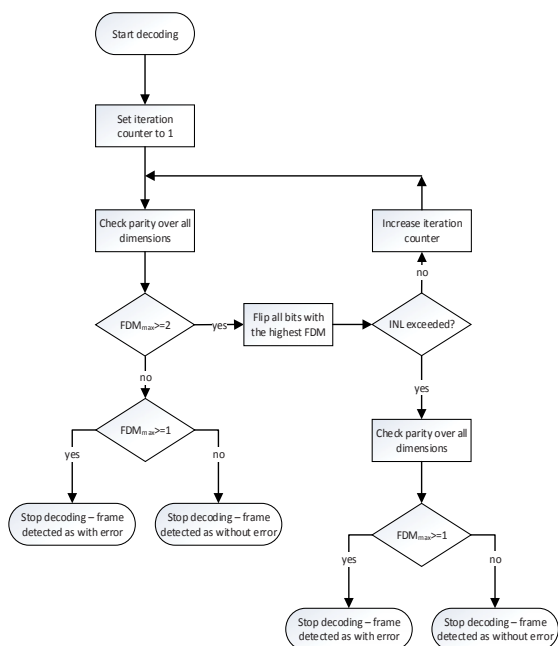 Start decoding
Set iteration
counter to 1
Check parity over all
dimensions
Increase iteration
counter
no
FDMmax>=2
yes
Flip all bits with
the highest FDM
INL exceeded?
no
yes
FDMmax>=1
yes
no
Check parity over all
dimensions
Stop decoding – frame
detected as with error
Stop decoding – frame
detected as without error
FDMmax>=1
yes
no
Stop decoding – frame
detected as with error
Stop decoding – frame
detected as without error